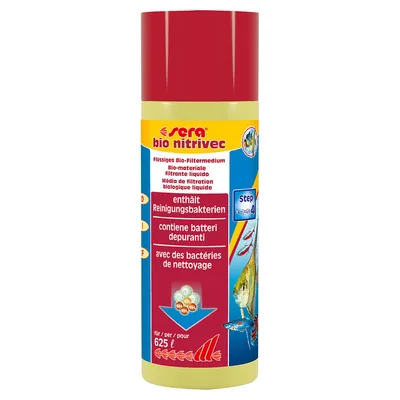 sera
bio nitrivec
Flüssiges Bio-Filtermedium
Bio-materiale
filtrante liquido
Média de filtration
biologique liquide
enthält
Reinigungsbakterien
contiene batteri
depuranti
avec des bactéries
de nettoyage
für / per / pour
625 ℓ
Step